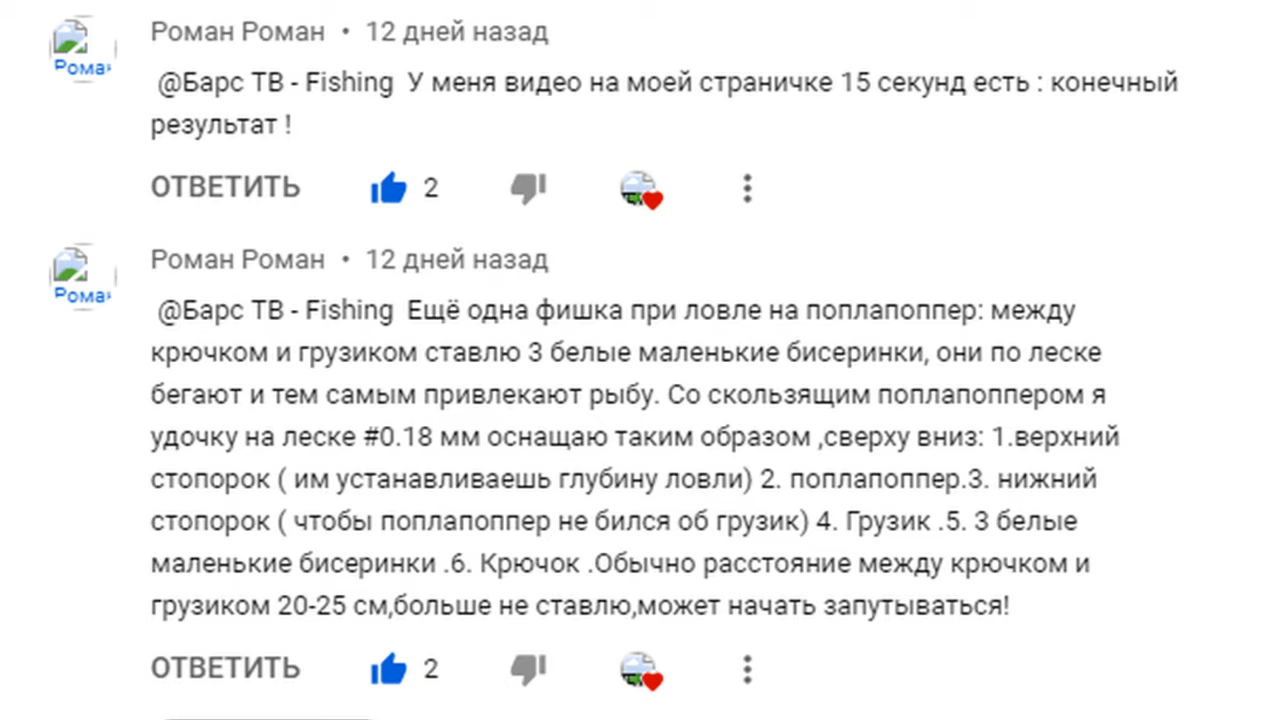 Роман Роман • 12 дней назад
Рома
@Барс ТВ - Fishing У меня видео на моей страничке 15 секунд есть : конечный
результат !
ОТВЕТИТЬ 2
Роман Роман • 12 дней назад
Рома
@Барс ТВ - Fishing Ещё одна фишка при ловле на поплапоппер: между
крючком и грузиком ставлю 3 белые маленькие бисеринки, они по леске
бегают и тем самым привлекают рыбу. Со скользящим поплапоппером я
удочку на леске #0.18 мм оснащаю таким образом ,сверху вниз: 1.верхний
стопорок ( им устанавливаешь глубину ловли) 2. поплапоппер.3. нижний
стопорок ( чтобы поплапоппер не бился об грузик) 4. Грузик .5. 3 белые
маленькие бисеринки .6. Крючок .Обычно расстояние между крючком и
грузиком 20-25 см,больше не ставлю,может начать запутываться!
ОТВЕТИТЬ 2